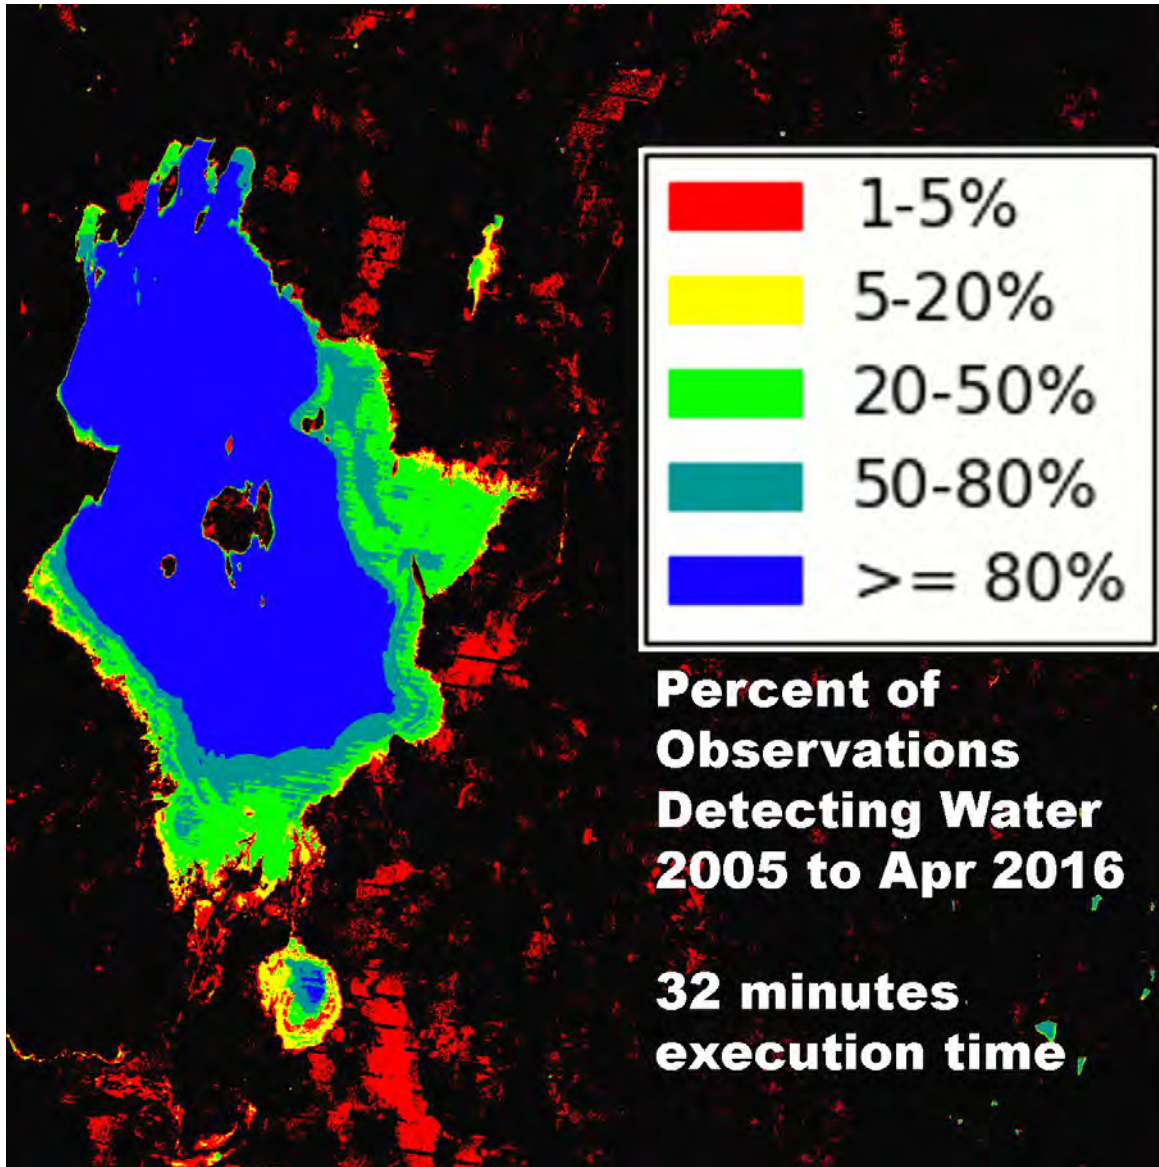 1-5%
5-20%
20-50%
50-80%
>= 80%
Percent of
Observations
Detecting Water
2005 to Apr 2016
32 minutes
execution time